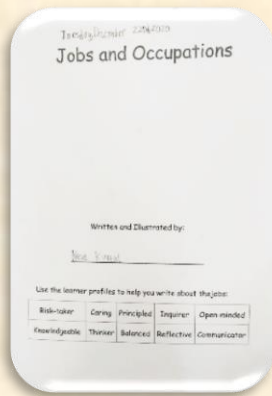 Jobs and Occupations
Written and Illustrated by:
Use the learner profiles to help you write about the jobs:
Risk-taker Caring Principled Inquirer Open-minded
Knowledgeable Thinker Balanced Reflective Communicator